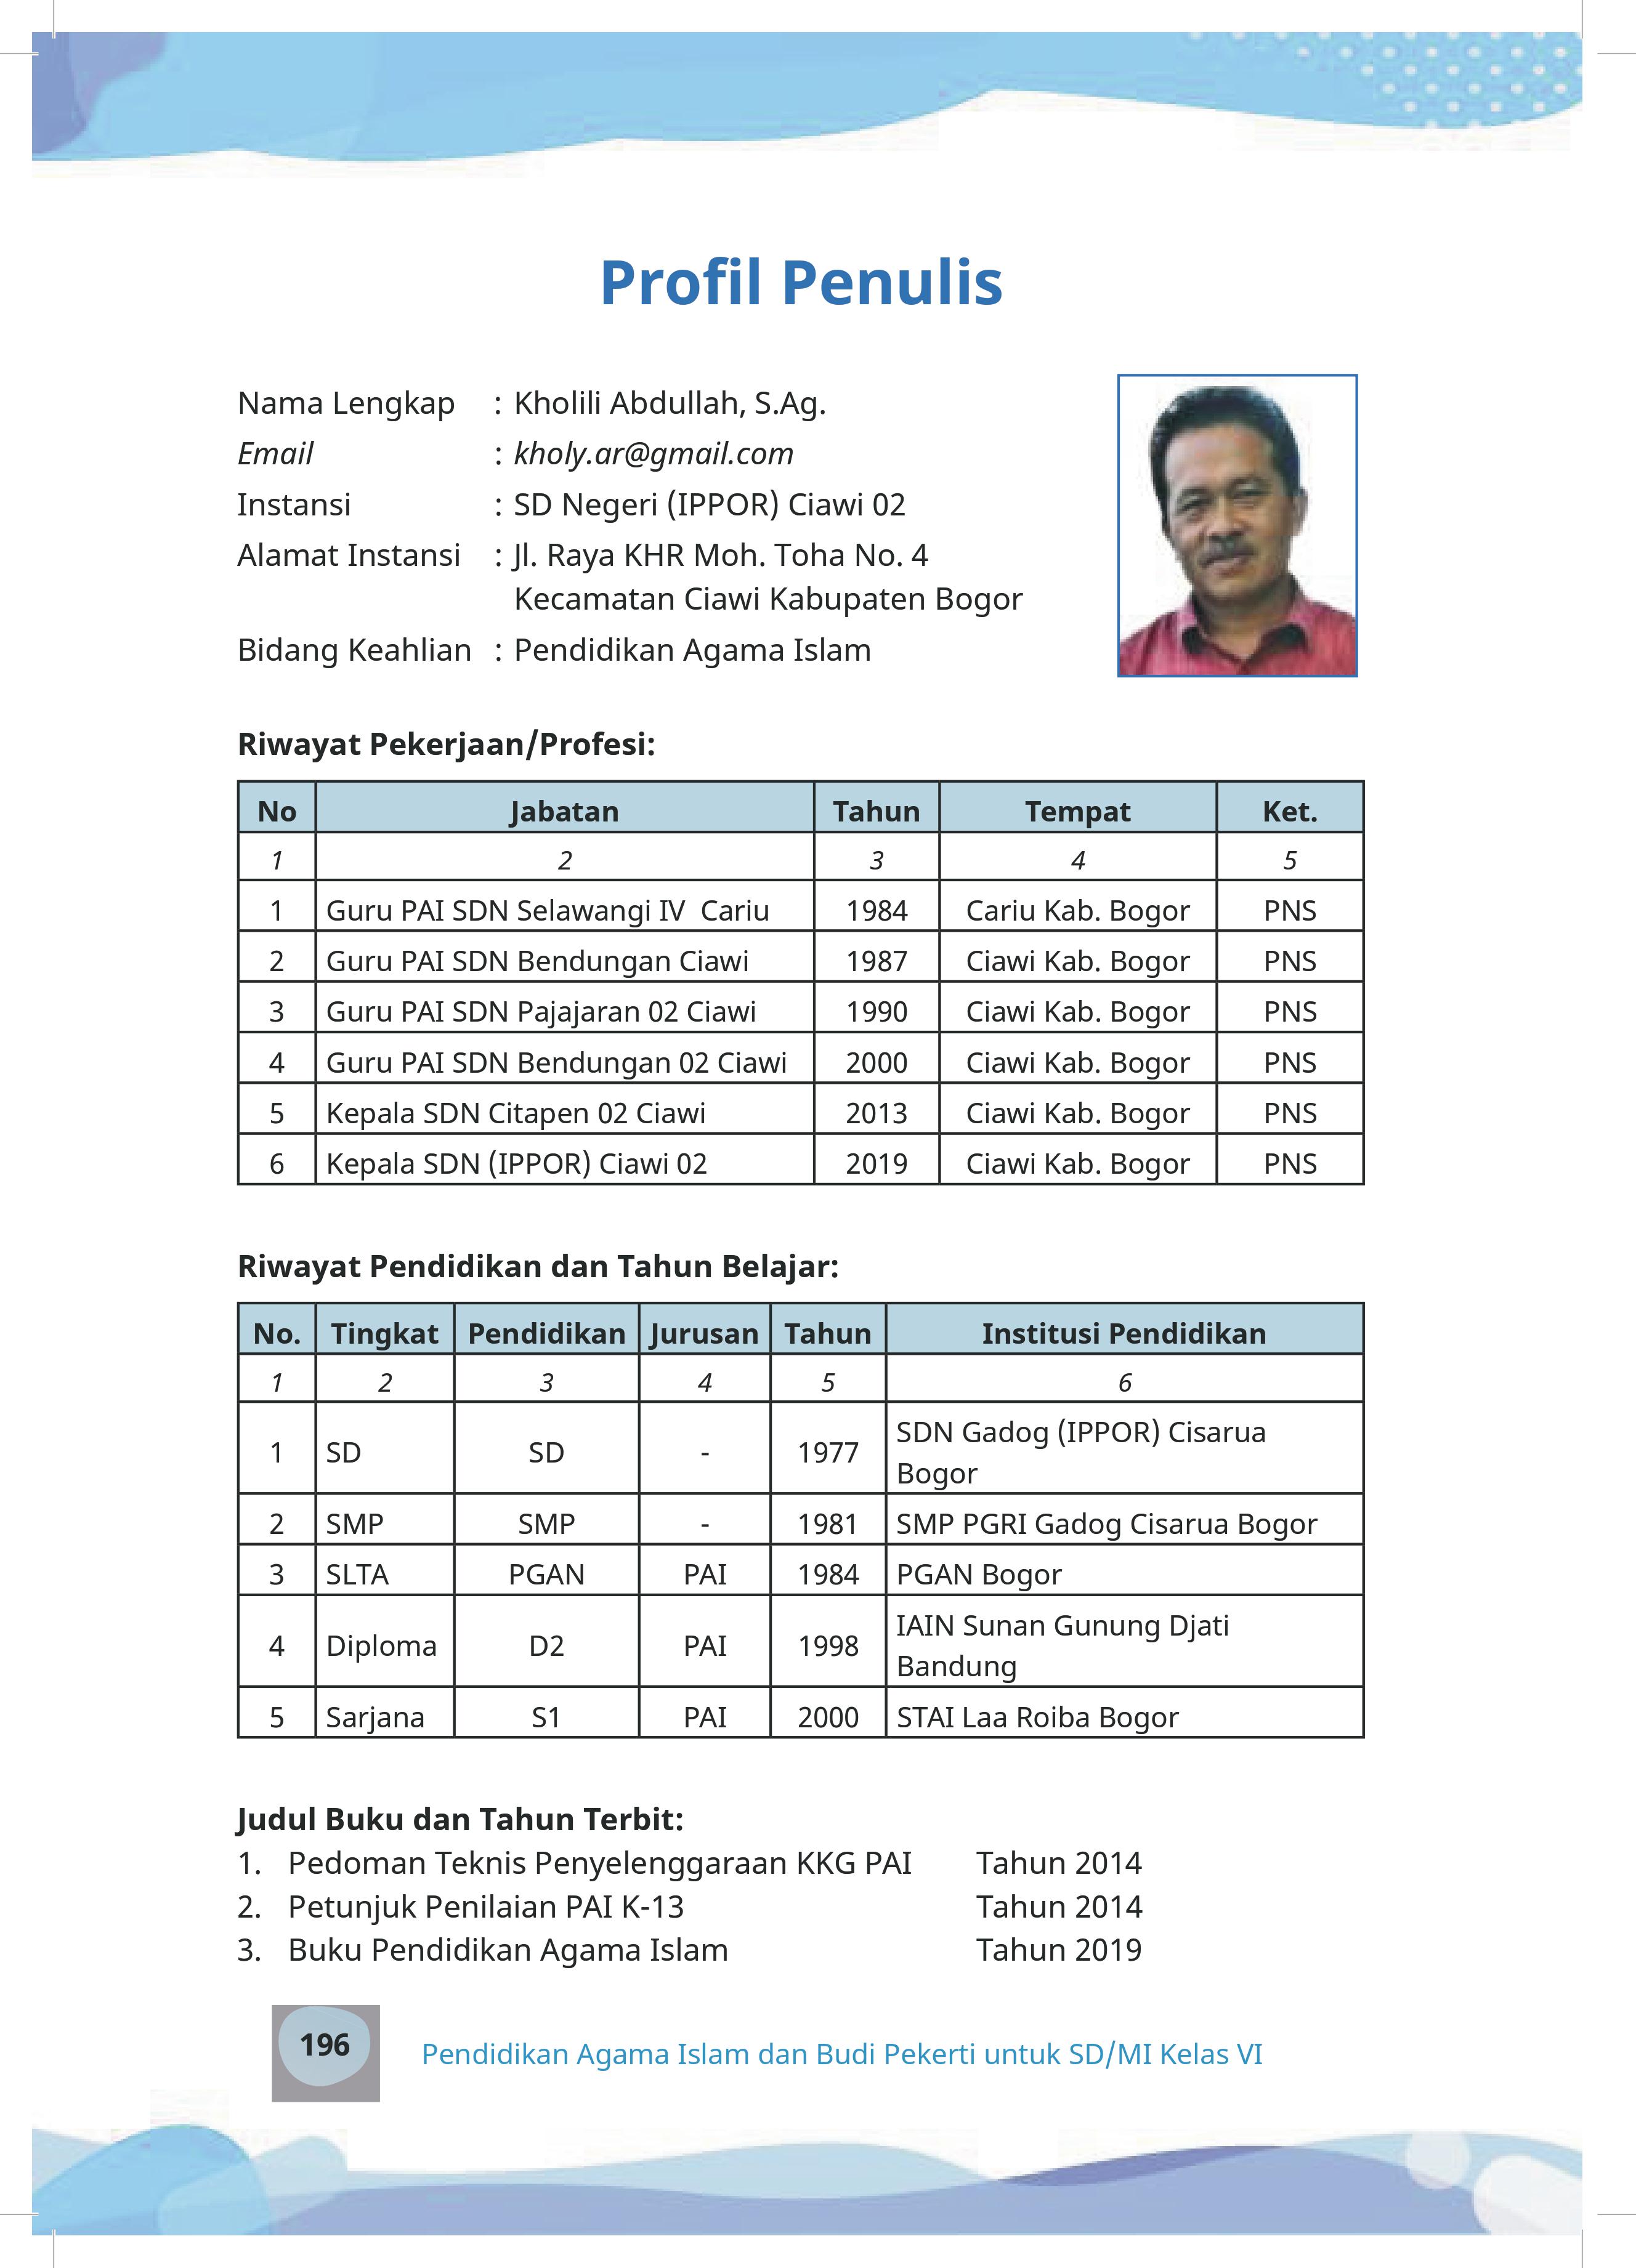 Profil Penulis
Nama Lengkap : Kholili Abdullah, S.Ag.
Email : kholy.ar@gmail.com
Instansi : SD Negeri (IPPOR) Ciawi 02
Alamat Instansi : Jl. Raya KHR Moh. Toha No. 4
Kecamatan Ciawi Kabupaten Bogor
Bidang Keahlian : Pendidikan Agama Islam
Riwayat Pekerjaan/Profesi:
No Jabatan Tahun Tempat Ket.
1 2 3 4 5
1 Guru PAI SDN Selawangi IV Cariu 1984 Cariu Kab. Bogor PNS
2 Guru PAI SDN Bendungan Ciawi 1987 Ciawi Kab. Bogor PNS
3 Guru PAI SDN Pajajaran 02 Ciawi 1990 Ciawi Kab. Bogor PNS
4 Guru PAI SDN Bendungan 02 Ciawi 2000 Ciawi Kab. Bogor PNS
5 Kepala SDN Citapen 02 Ciawi 2013 Ciawi Kab. Bogor PNS
6 Kepala SDN (IPPOR) Ciawi 02 2019 Ciawi Kab. Bogor PNS
Riwayat Pendidikan dan Tahun Belajar:
No. Tingkat Pendidikan Jurusan Tahun Institusi Pendidikan
1 2 3 4 5 6
1 SD SD - 1977 SDN Gadog (IPPOR) Cisarua
Bogor
2 SMP SMP - 1981 SMP PGRI Gadog Cisarua Bogor
3 SLTA PGAN PAI 1984 PGAN Bogor
4 Diploma D2 PAI 1998 IAIN Sunan Gunung Djati
Bandung
5 Sarjana S1 PAI 2000 STAI Laa Roiba Bogor
Judul Buku dan Tahun Terbit:
1. Pedoman Teknis Penyelenggaraan KKG PAI Tahun 2014
2. Petunjuk Penilaian PAI K-13 Tahun 2014
3. Buku Pendidikan Agama Islam Tahun 2019
196 Pendidikan Agama Islam dan Budi Pekerti untuk SD/MI Kelas VI